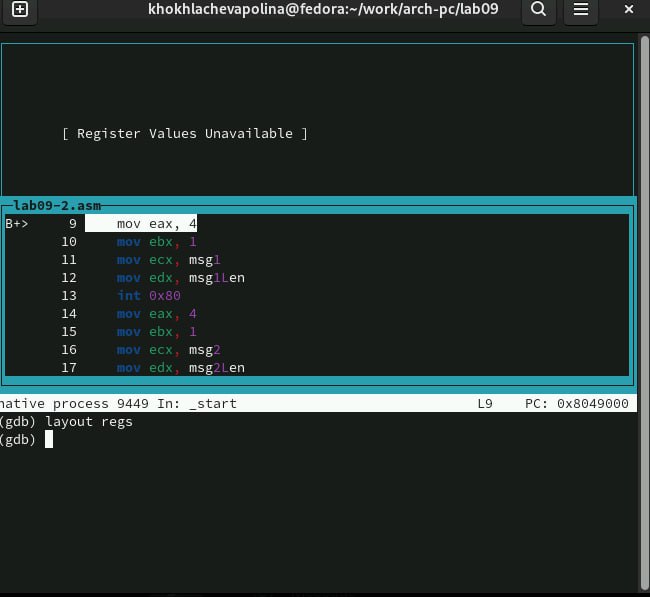 khokhlachevapolina@fedora:~/work/arch-pc/lab09
[ Register Values Unavailable ]
lab09-2.asm
B+> 9 mov eax, 4
10 mov ebx, 1
11 mov ecx, msg1
12 mov edx, msg1Len
13 int 0x80
14 mov eax, 4
15 mov ebx, 1
16 mov ecx, msg2
17 mov edx, msg2Len
native process 9449 In: _start L9 PC: 0x8049000
(gdb) layout regs
(gdb)